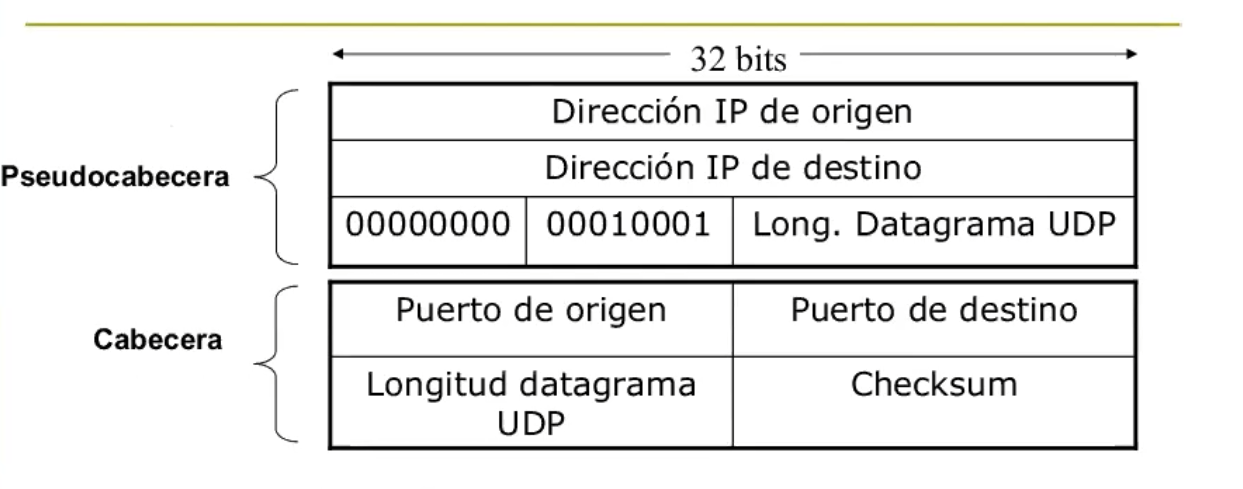 32 bits
Pseudocabecera
Dirección IP de origen
Dirección IP de destino
00000000 00010001 Long. Datagrama UDP
Cabecera
Puerto de origen Puerto de destino
Longitud datagrama Checksum
UDP